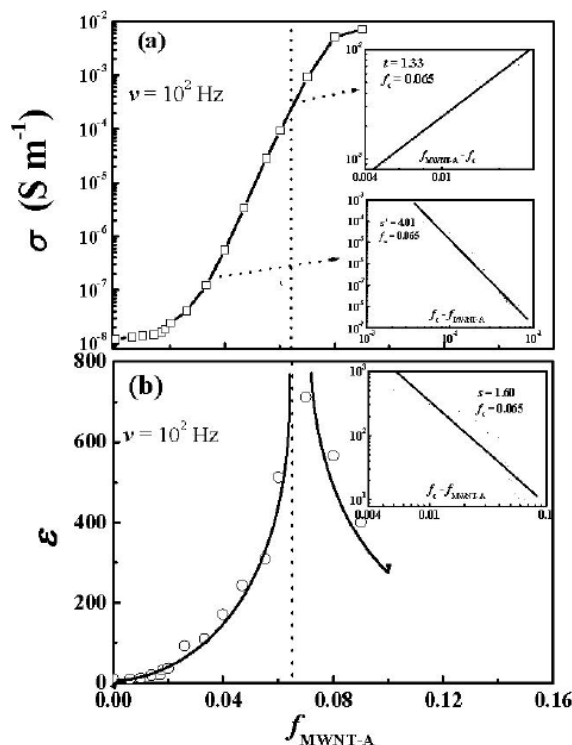 (a)
ν = 10² Hz
σ (S m⁻¹)
10⁻²
10⁻³
10⁻⁴
10⁻⁵
10⁻⁶
10⁻⁷
10⁻⁸
t = 1.33
f_c = 0.065
0.004 0.01
f_MWNT-A - f_c
s' = 4.01
f_c = 0.065
f_c - f_MWNT-A
(b)
ν = 10² Hz
ε
800
600
400
200
0
s = 1.60
f_c = 0.065
10³
10²
10¹
0.004 0.01 0.1
f_c - f_MWNT-A
0.00 0.04 0.08 0.12 0.16
f_MWNT-A